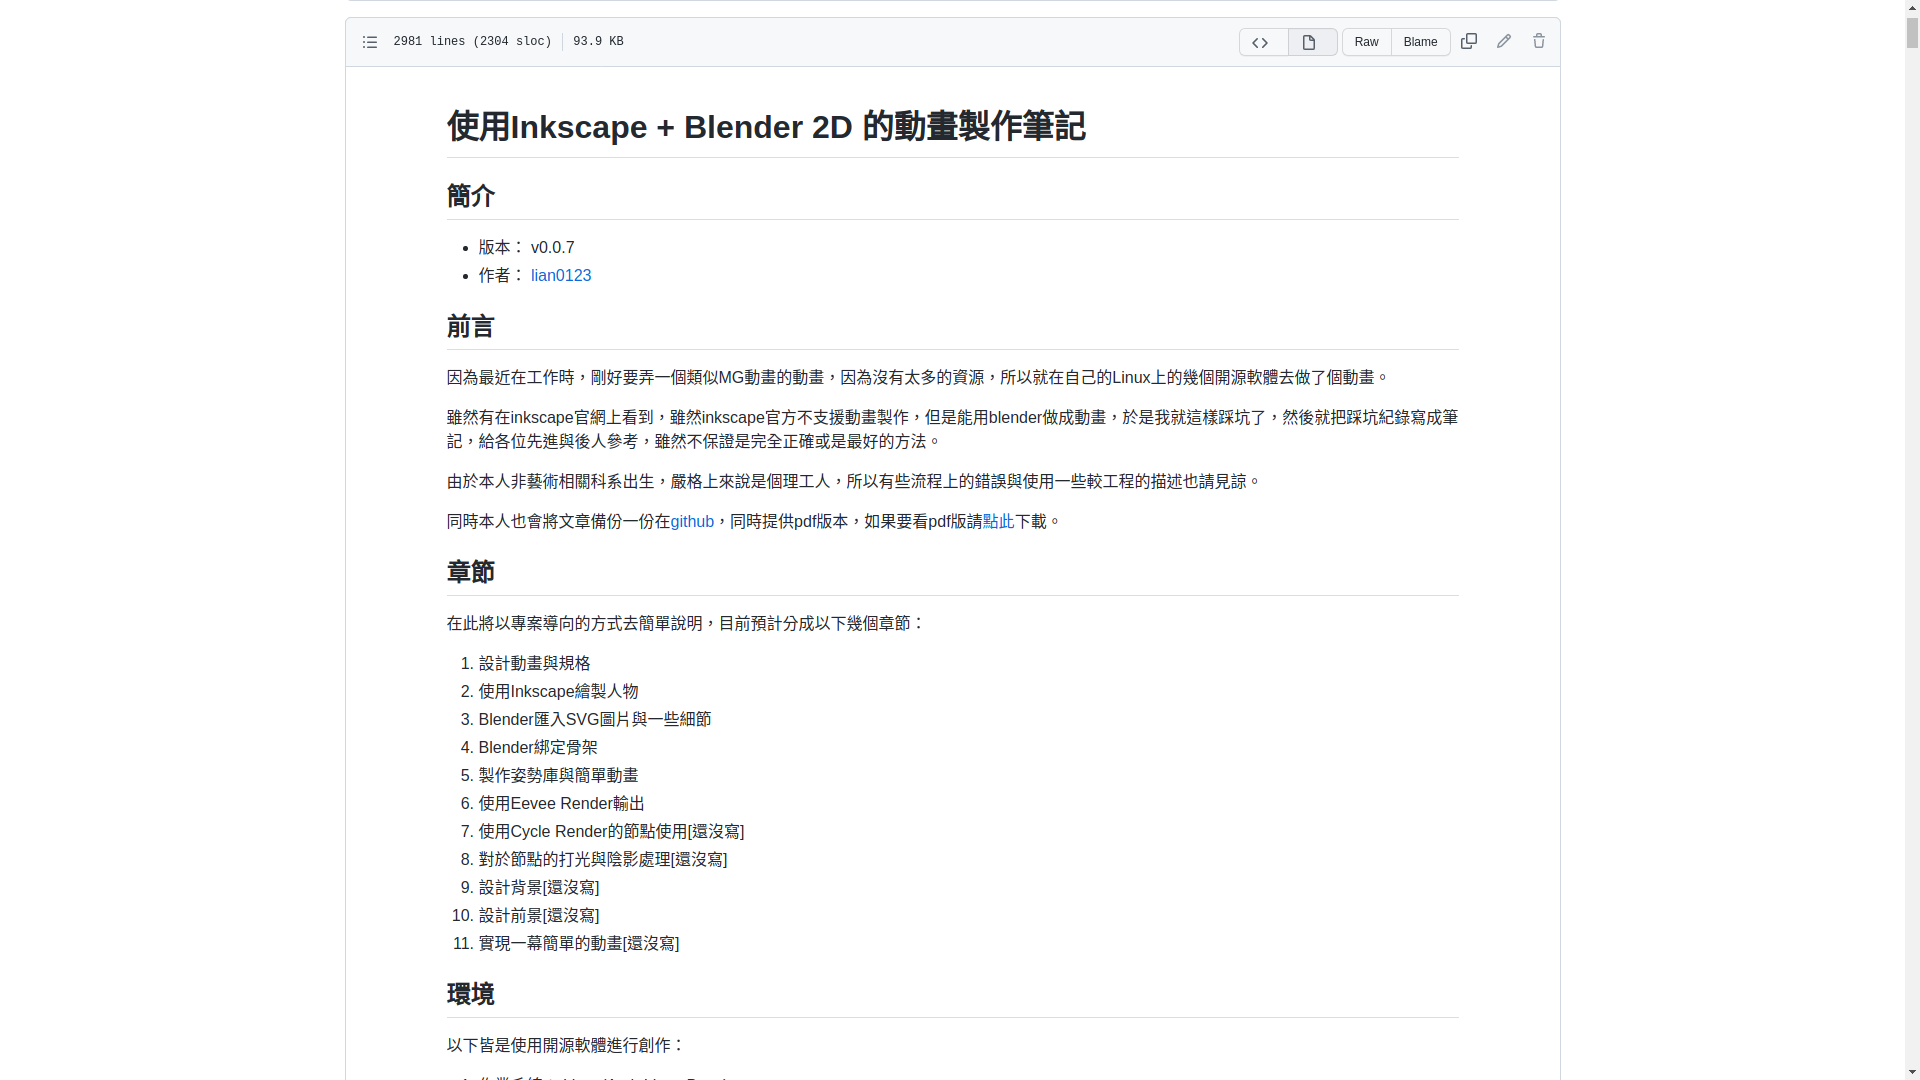 2981 lines (2304 sloc) 93.9 KB Raw Blame
使用Inkscape + Blender 2D 的動畫製作筆記
簡介
版本： v0.0.7
作者： lian0123
前言
因為最近在工作時，剛好要弄一個類似MG動畫的動畫，因為沒有太多的資源，所以就在自己的Linux上的幾個開源軟體去做了個動畫。
雖然有在inkscape官網上看到，雖然inkscape官方不支援動畫製作，但是能用blender做成動畫，於是我就這樣踩坑了，然後就把踩坑紀錄寫成筆
記，給各位先進與後人參考，雖然不保證是完全正確或是最好的方法。
由於本人非藝術相關科系出生，嚴格上來說是個理工人，所以有些流程上的錯誤與使用一些較工程的描述也請見諒。
同時本人也會將文章備份一份在github，同時提供pdf版本，如果要看pdf版請點此下載。
章節
在此將以專案導向的方式去簡單說明，目前預計分成以下幾個章節：
1. 設計動畫與規格
2. 使用Inkscape繪製人物
3. Blender匯入SVG圖片與一些細節
4. Blender綁定骨架
5. 製作姿勢庫與簡單動畫
6. 使用Eevee Render輸出
7. 使用Cycle Render的節點使用[還沒寫]
8. 對於節點的打光與陰影處理[還沒寫]
9. 設計背景[還沒寫]
10. 設計前景[還沒寫]
11. 實現一幕簡單的動畫[還沒寫]
環境
以下皆是使用開源軟體進行創作：